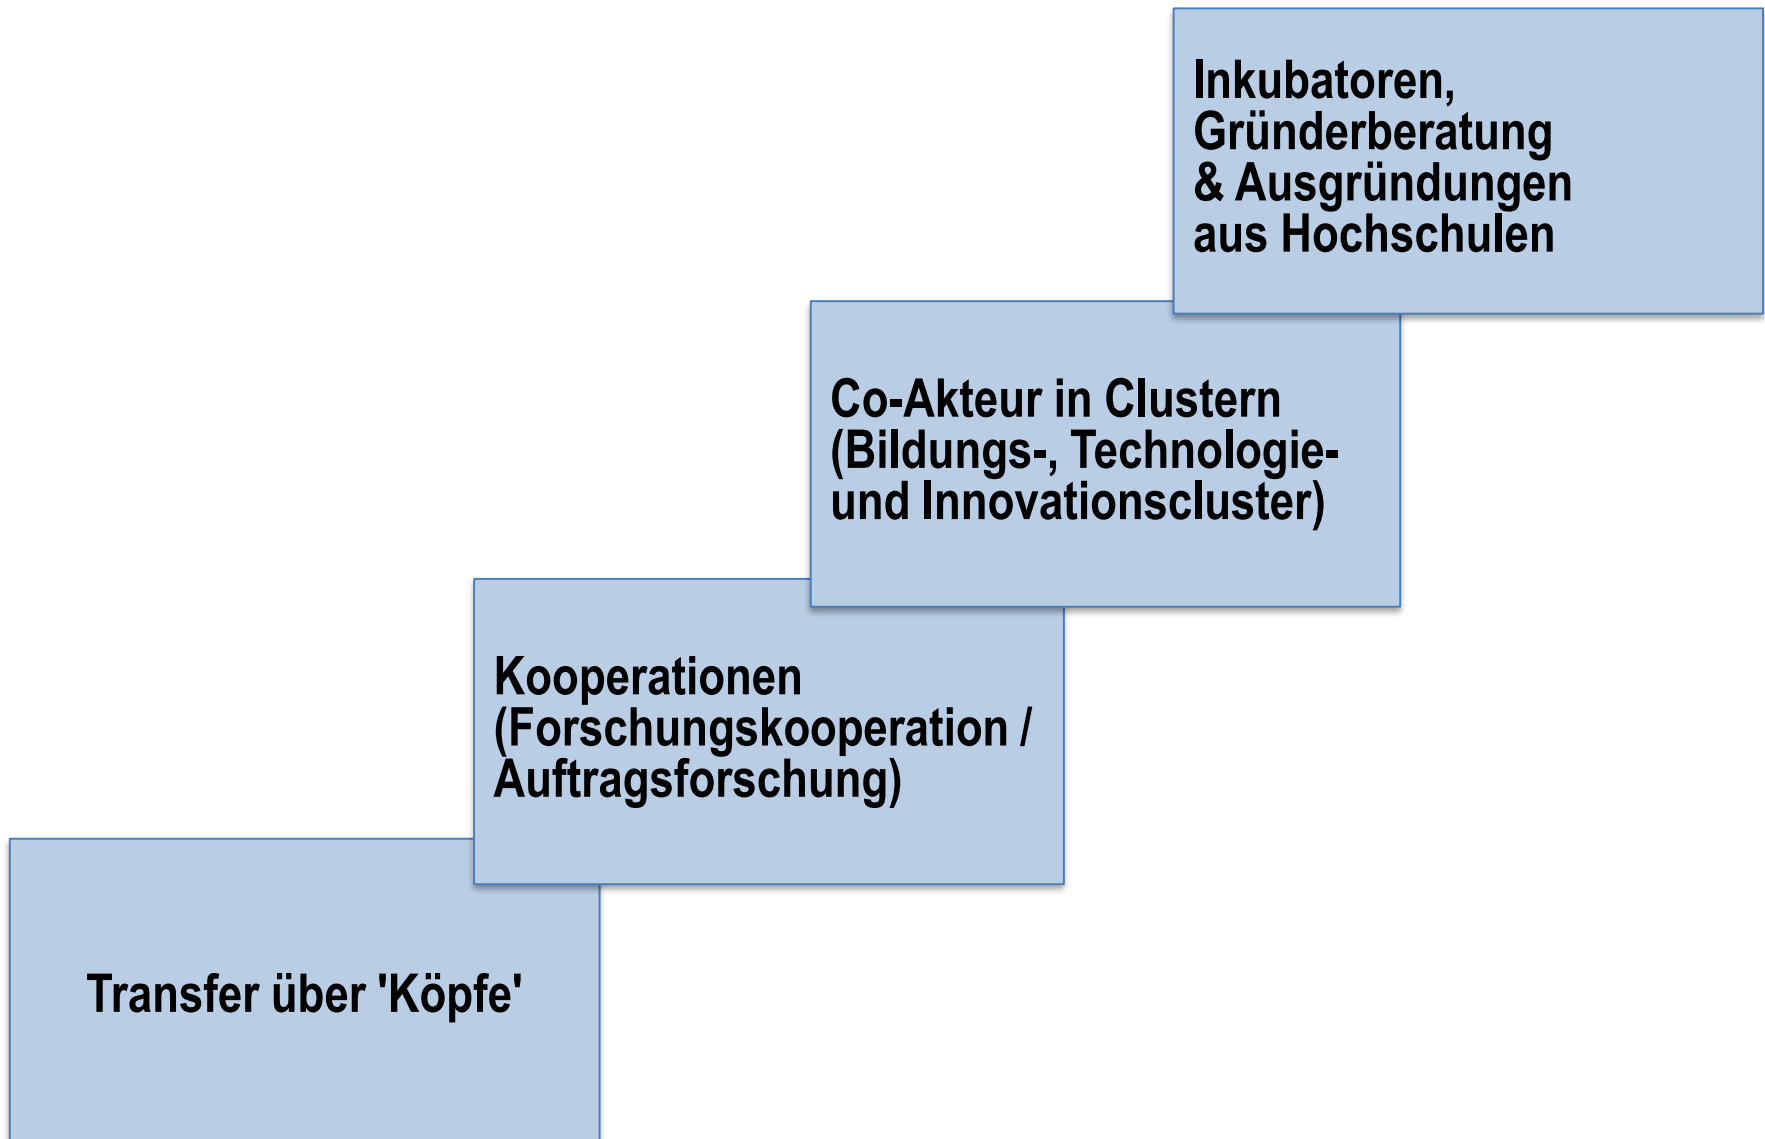 Inkubatoren,
Gründerberatung
& Ausgründungen
aus Hochschulen
Co-Akteur in Clustern
(Bildungs-, Technologie-
und Innovationscluster)
Kooperationen
(Forschungskooperation /
Auftragsforschung)
Transfer über 'Köpfe'